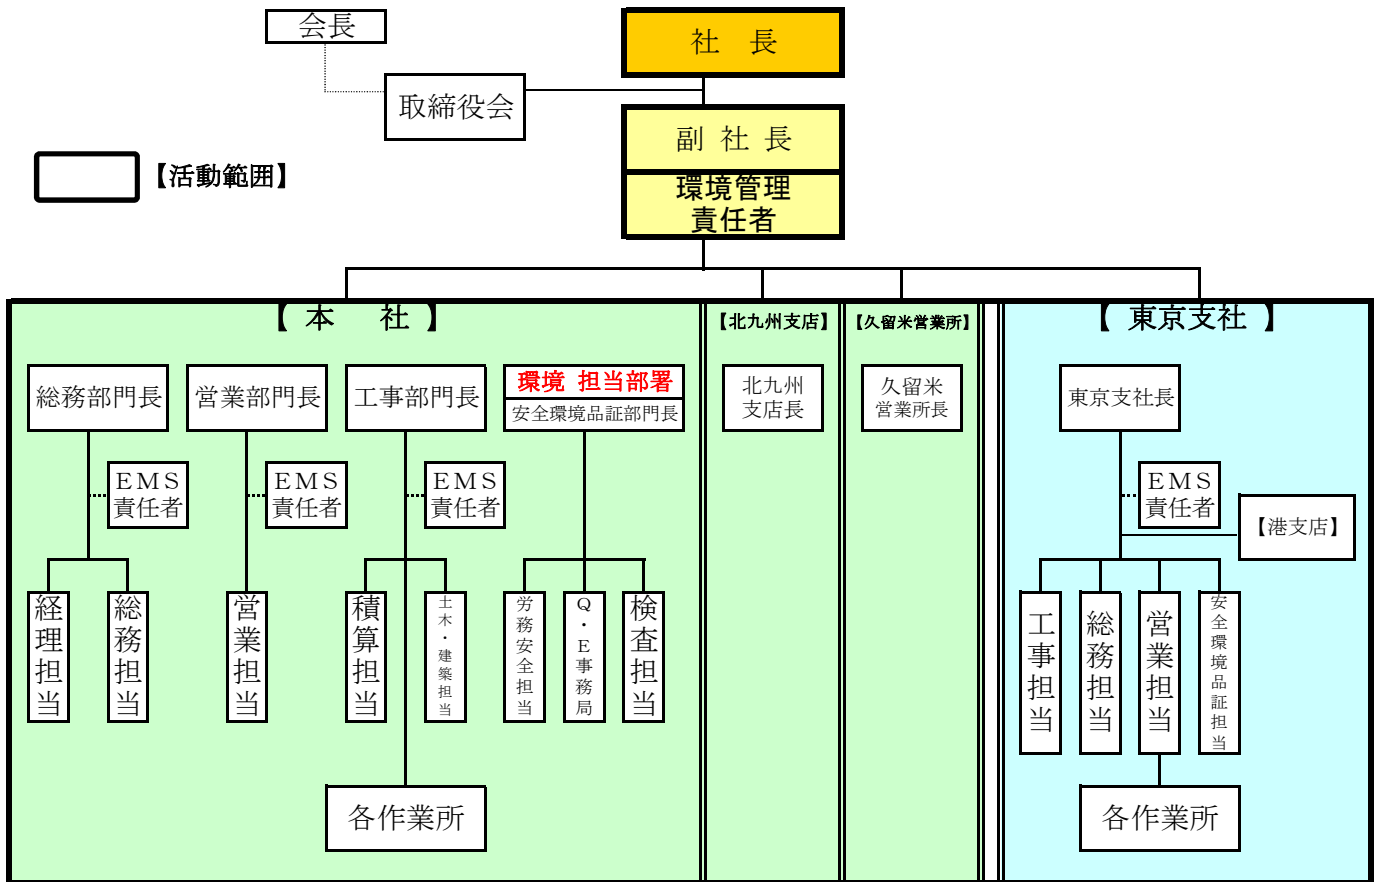 会長
社　長
取締役会
副 社 長
環境管理
責任者
【活動範囲】
【 本　社 】
【北九州支店】
【久留米営業所】
【 東京支社 】
総務部門長
営業部門長
工事部門長
環境 担当部署
安全環境品証部門長
北九州
支店長
久留米
営業所長
東京支社長
ＥＭＳ
責任者
ＥＭＳ
責任者
ＥＭＳ
責任者
ＥＭＳ
責任者
【港支店】
経理担当
総務担当
営業担当
積算担当
土木・建築担当
労務安全担当
Ｑ・Ｅ事務局
検査担当
工事担当
総務担当
営業担当
安全環境品証担当
各作業所
各作業所